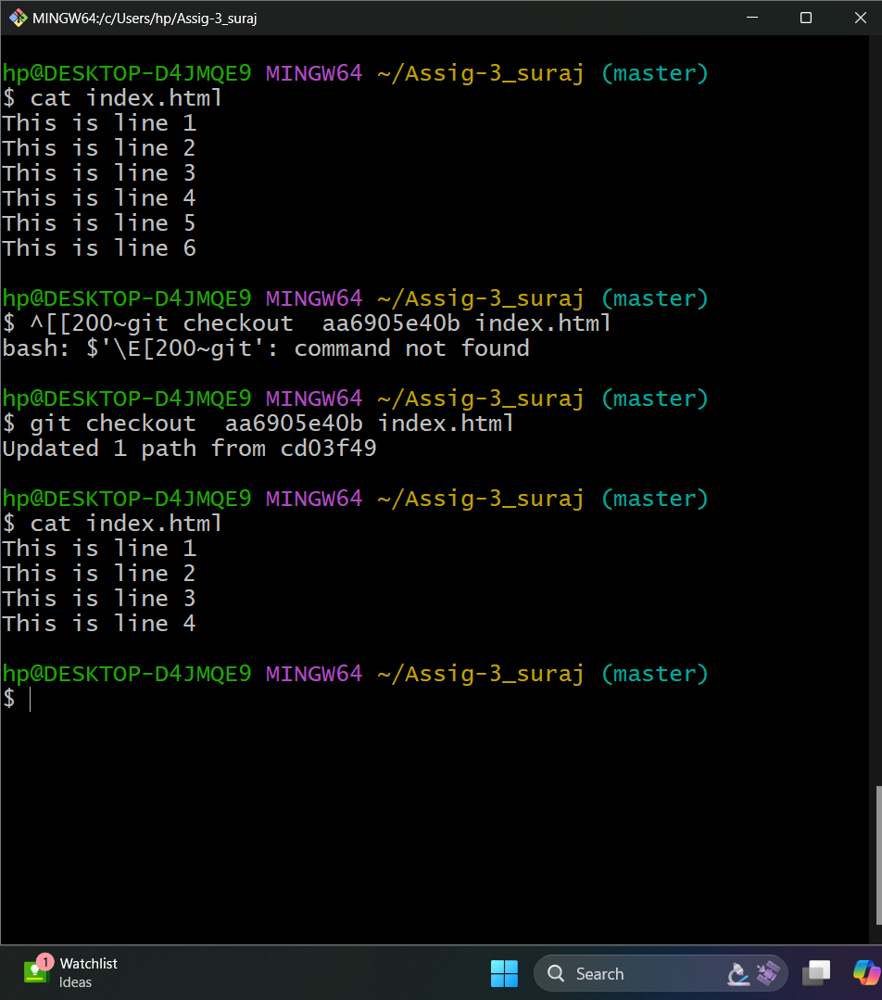 MINGW64:/c/Users/hp/Assig-3_suraj
hp@DESKTOP-D4JMQE9 MINGW64 ~/Assig-3_suraj (master)
$ cat index.html
This is line 1
This is line 2
This is line 3
This is line 4
This is line 5
This is line 6
hp@DESKTOP-D4JMQE9 MINGW64 ~/Assig-3_suraj (master)
$ ^[[200~git checkout  aa6905e40b index.html
bash: $'\E[200~git': command not found
hp@DESKTOP-D4JMQE9 MINGW64 ~/Assig-3_suraj (master)
$ git checkout  aa6905e40b index.html
Updated 1 path from cd03f49
hp@DESKTOP-D4JMQE9 MINGW64 ~/Assig-3_suraj (master)
$ cat index.html
This is line 1
This is line 2
This is line 3
This is line 4
hp@DESKTOP-D4JMQE9 MINGW64 ~/Assig-3_suraj (master)
$
1
Watchlist
Ideas
Search